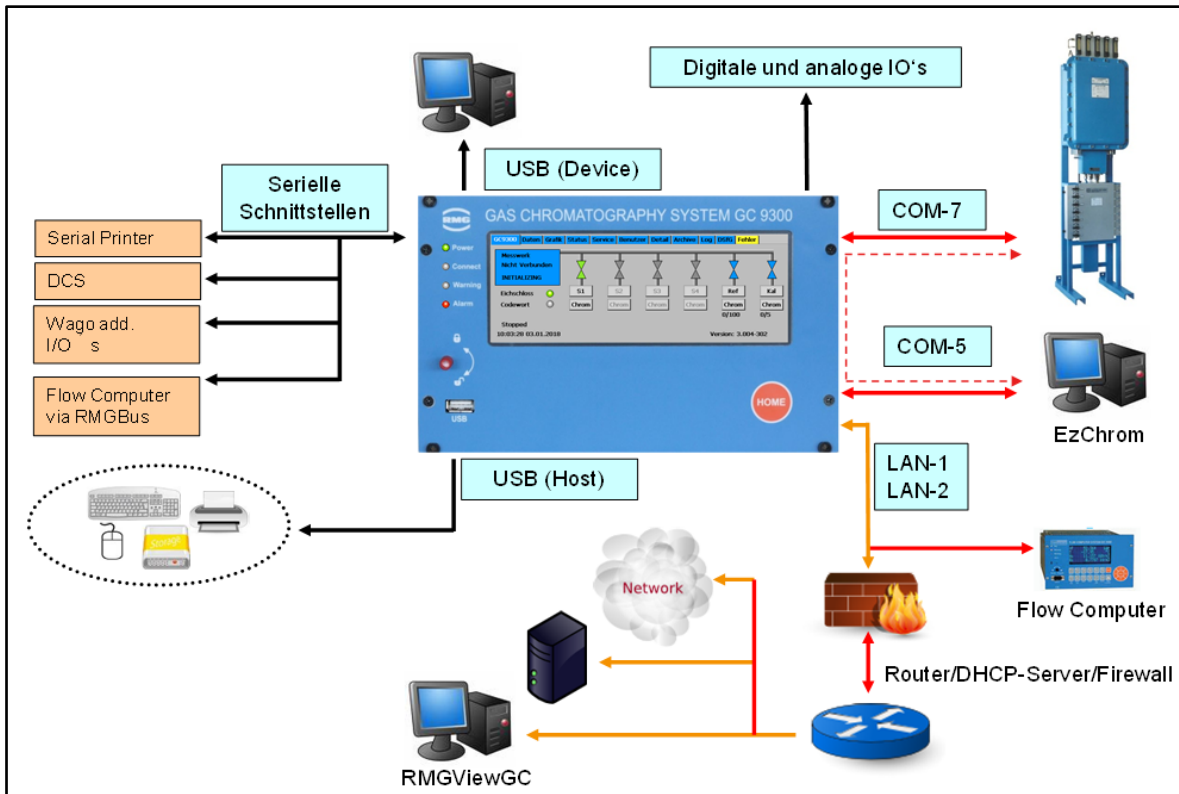 Digitale und analoge IO's
USB (Device)
Serielle
Schnittstellen
Serial Printer
DCS
Wago add.
I/O s
Flow Computer
via RMGBus
RMG
GAS CHROMATOGRAPHY SYSTEM GC 9300
Power
Connect
Warning
Alarm
USB
GC9300 Daten Grafik Status Service Benutzer Detail Archive Log DSfG Fehler
Messwort
Nicht Verbunden
INITIALIZING
Eichschloss
Codewort
S1 S2 S3 S4 Ref Kal
Chrom Chrom Chrom Chrom Chrom Chrom
0/100 0/5
Stopped
10:03:20 03.01.2018
Version: 3.004-302
HOME
COM-7
COM-5
EzChrom
LAN-1
LAN-2
USB (Host)
Storage
Network
Flow Computer
Router/DHCP-Server/Firewall
RMGViewGC